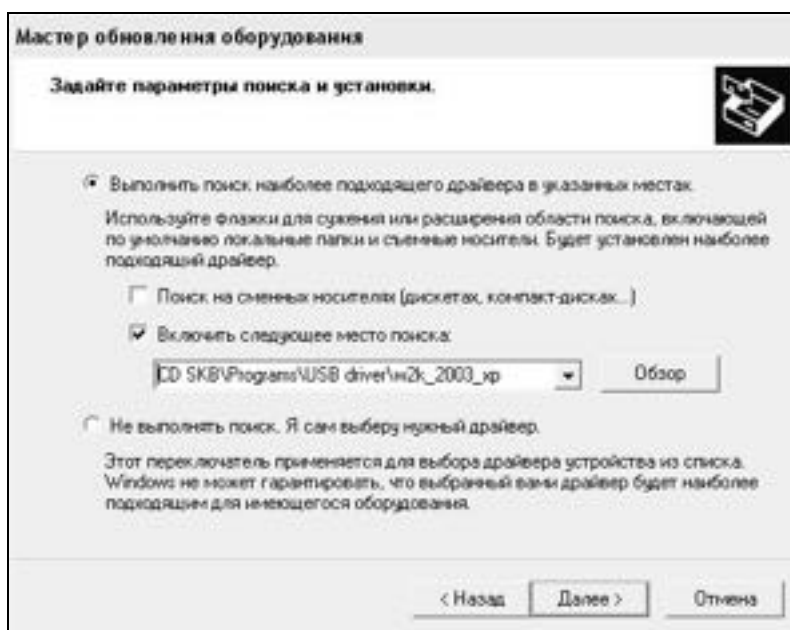 Мастер обновления оборудования
Задайте параметры поиска и установки.
Выполнить поиск наиболее подходящего драйвера в указанных местах.
Используйте флажки для сужения или расширения области поиска, включающей
по умолчанию локальные папки и съемные носители. Будет установлен наиболее
подходящий драйвер.
Поиск на сменных носителях (дискетах, компакт-дисках...)
Включить следующее место поиска:
CD SKB\Programs\USB driver\w2k_2003_xp
Обзор
Не выполнять поиск. Я сам выберу нужный драйвер.
Этот переключатель применяется для выбора драйвера устройства из списка.
Windows не может гарантировать, что выбранный вами драйвер будет наиболее
подходящим для имеющегося оборудования.
< Назад
Далее >
Отмена